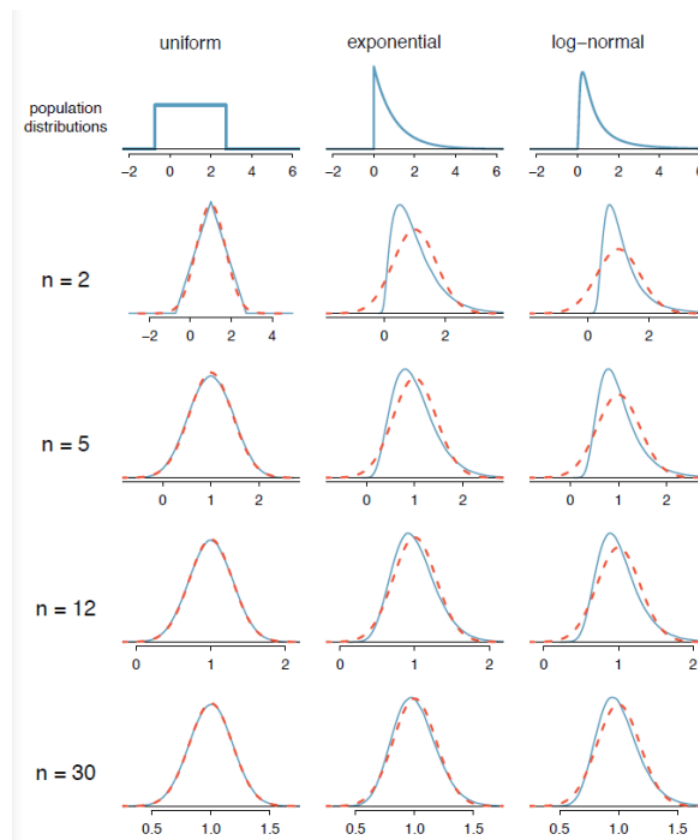 uniform exponential log–normal
population
distributions
−2 0 2 4 6 −2 0 2 4 6 −2 0 2 4 6
n = 2
−2 0 2 4 0 2 0 2
n = 5
0 1 2 0 1 2 0 1 2
n = 12
0 1 2 0 1 2 0 1 2
n = 30
0.5 1.0 1.5 0.5 1.0 1.5 0.5 1.0 1.5